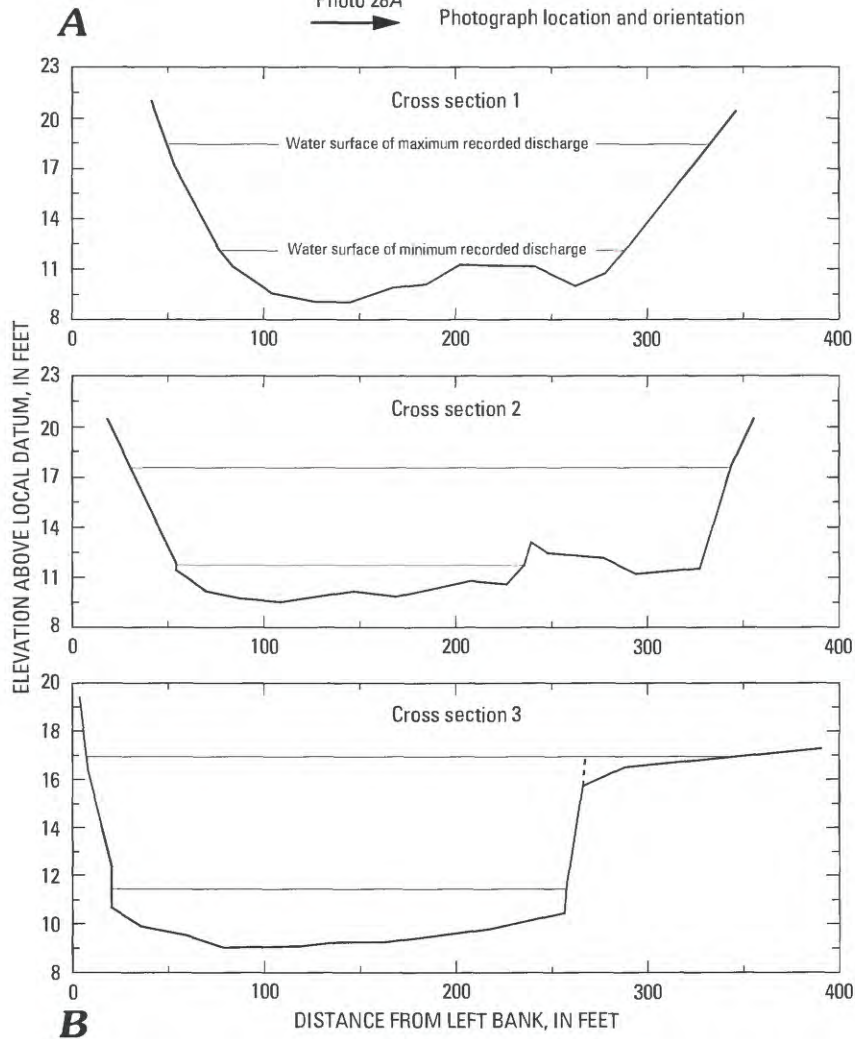 Photo 28A
A
Photograph location and orientation
ELEVATION ABOVE LOCAL DATUM, IN FEET
23
20
17
14
11
8
Cross section 1
Water surface of maximum recorded discharge
Water surface of minimum recorded discharge
0 100 200 300 400
23
20
17
14
11
8
Cross section 2
0 100 200 300 400
20
18
16
14
12
10
8
Cross section 3
0 100 200 300 400
DISTANCE FROM LEFT BANK, IN FEET
B